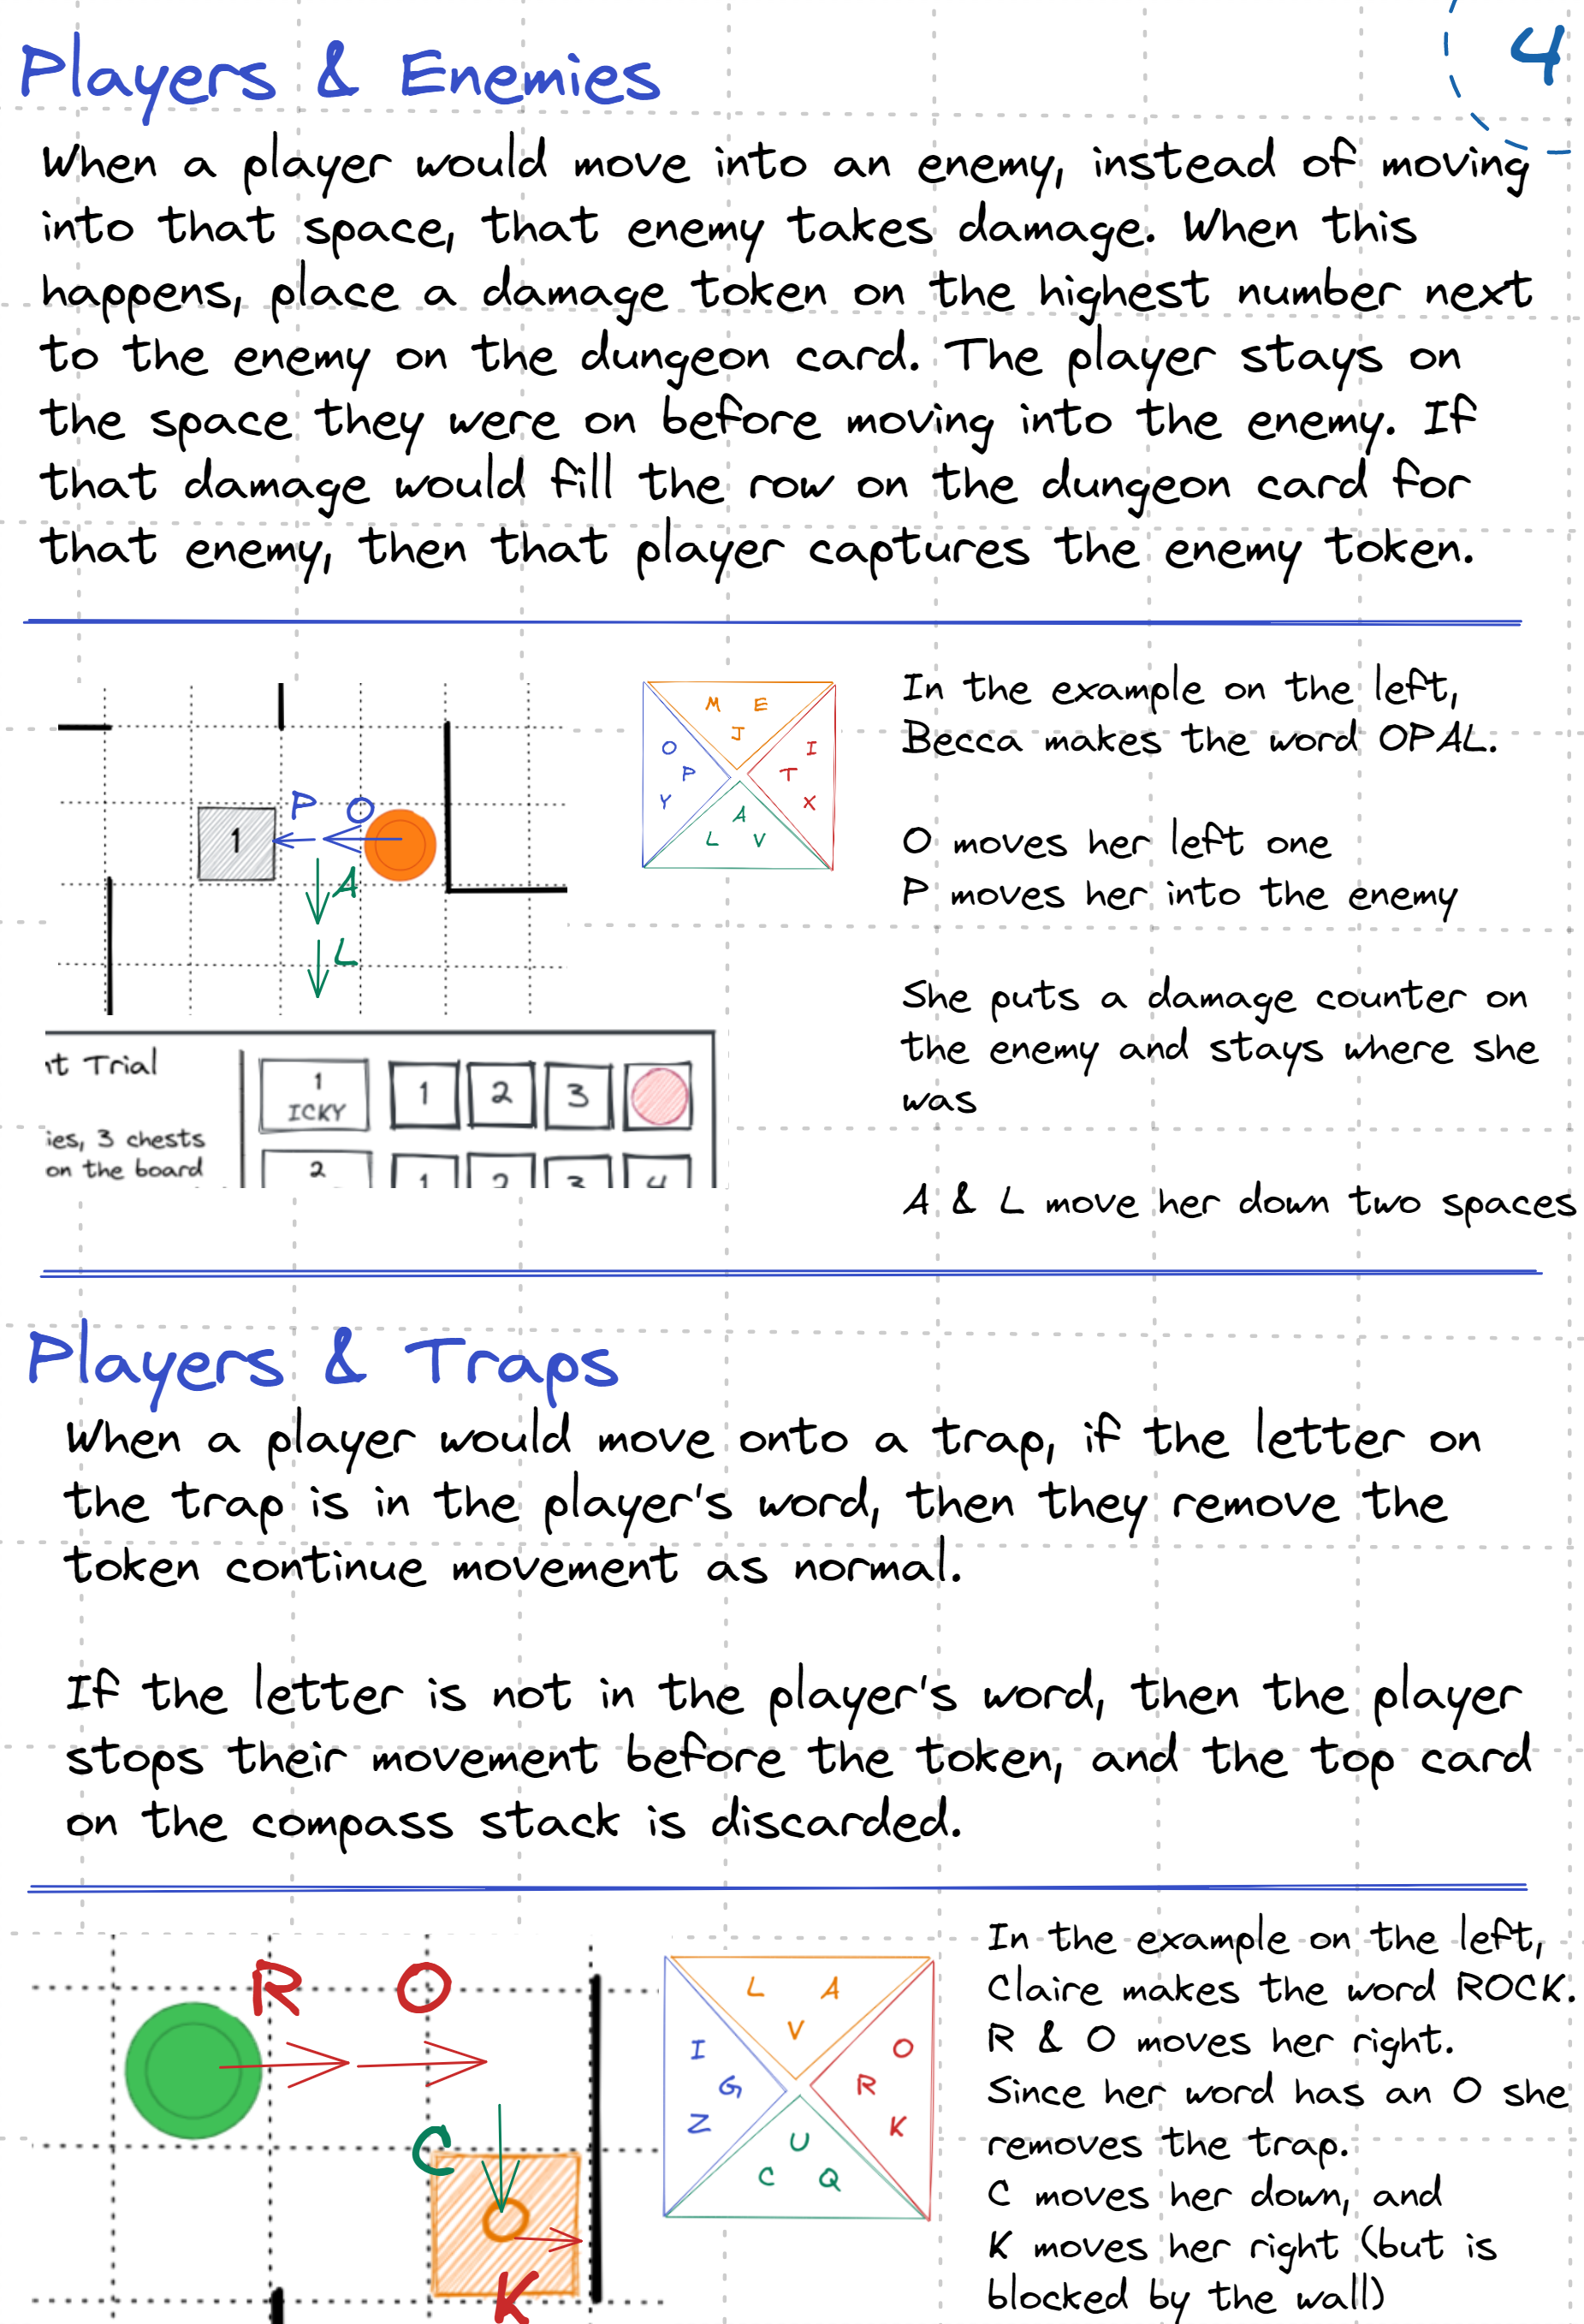 4
Players & Enemies
When a player would move into an enemy, instead of moving
into that space, that enemy takes damage. When this
happens, place a damage token on the highest number next
to the enemy on the dungeon card. The player stays on
the space they were on before moving into the enemy. If
that damage would fill the row on the dungeon card for
that enemy, then that player captures the enemy token.
1
P O
A
L
M E
J
O
P
Y
I
T
X
A
L V
In the example on the left,
Becca makes the word OPAL.
O moves her left one
P moves her into the enemy
She puts a damage counter on
the enemy and stays where she
was
A & L move her down two spaces
nt Trial
ies, 3 chests
on the board
1
ICKY
1 2 3
2
1 2 3 4
Players & Traps
When a player would move onto a trap, if the letter on
the trap is in the player's word, then they remove the
token continue movement as normal.
If the letter is not in the player's word, then the player
stops their movement before the token, and the top card
on the compass stack is discarded.
R O
C
O
K
L A
V
I
G
Z
O
R
K
U
C Q
In the example on the left,
Claire makes the word ROCK.
R & O moves her right.
Since her word has an O she
removes the trap.
C moves her down, and
K moves her right (but is
blocked by the wall)